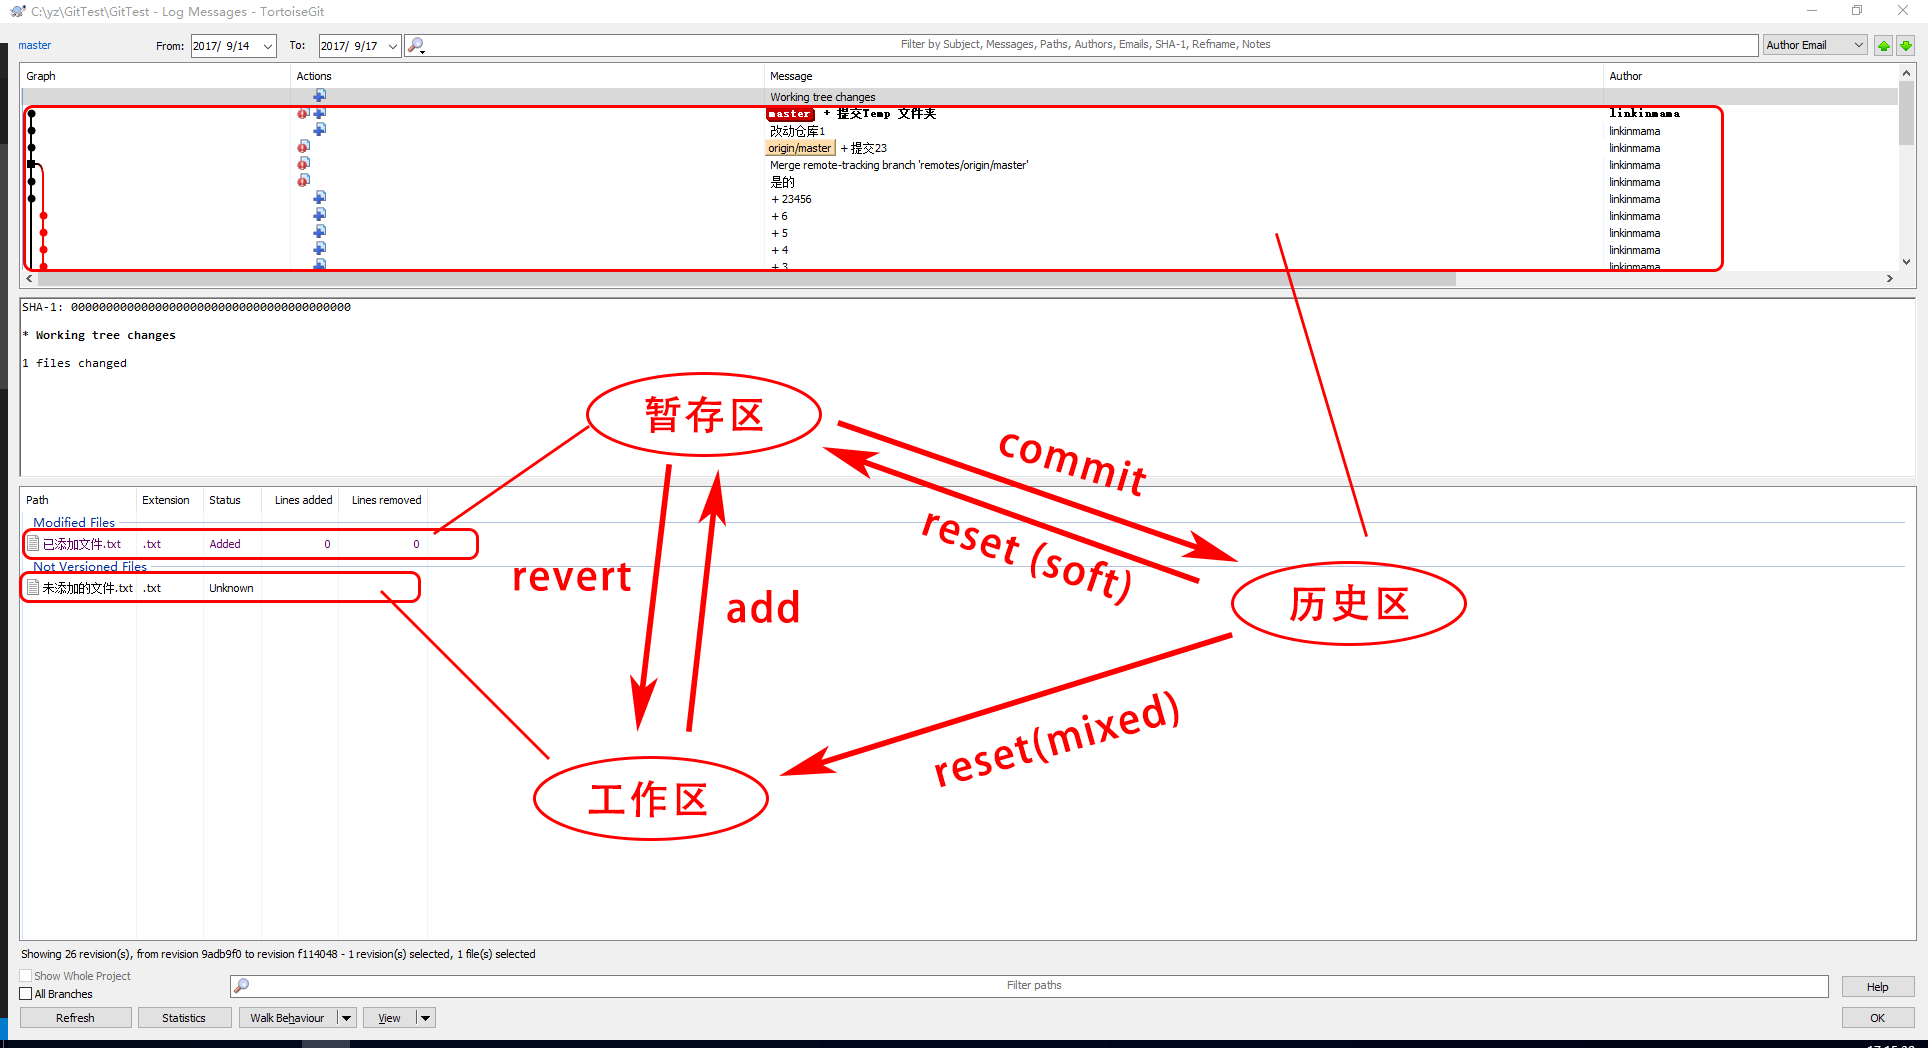 C:\yz\GitTest\GitTest - Log Messages - TortoiseGit
master From: 2017/ 9/14 To: 2017/ 9/17 Filter by Subject, Messages, Paths, Authors, Emails, SHA-1, Refname, Notes Author Email
Graph Actions Message Author
Working tree changes
master + 提交Temp 文件夹 linkinmama
改动仓库1 linkinmama
origin/master + 提交23 linkinmama
Merge remote-tracking branch 'remotes/origin/master' linkinmama
是的 linkinmama
+ 23456 linkinmama
+ 6 linkinmama
+ 5 linkinmama
+ 4 linkinmama
+ 3 linkinmama
SHA-1: 0000000000000000000000000000000000000000
* Working tree changes
1 files changed
暂存区
commit
reset (soft)
Path Extension Status Lines added Lines removed
Modified Files
已添加文件.txt .txt Added 0 0
Not Versioned Files
未添加的文件.txt .txt Unknown
revert
add
历史区
reset(mixed)
工作区
Showing 26 revision(s), from revision 9adb9f0 to revision f114048 - 1 revision(s) selected, 1 file(s) selected
Show Whole Project
All Branches
Filter paths
Help
Refresh Statistics Walk Behaviour View OK